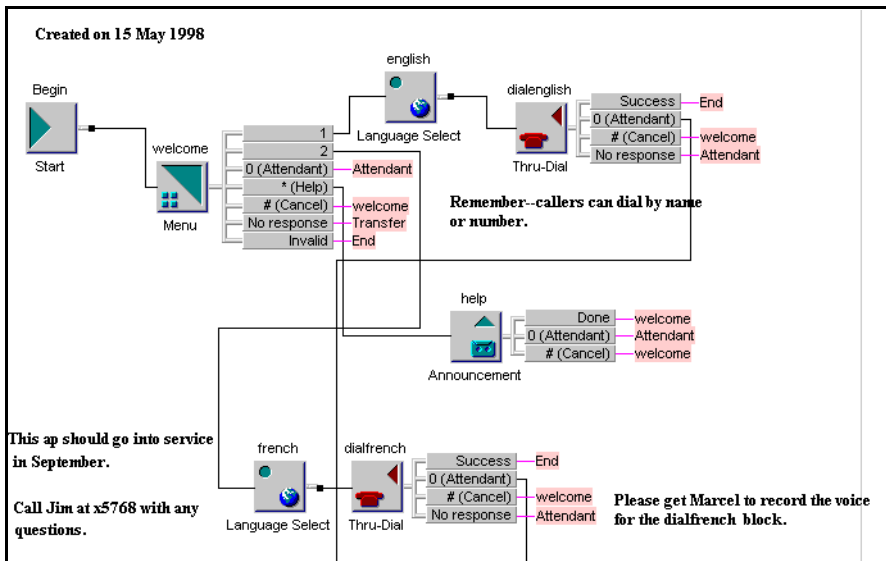 Created on 15 May 1998
Begin
Start
welcome
Menu
1
2
0 (Attendant) Attendant
* (Help)
# (Cancel) welcome
No response Transfer
Invalid End
english
Language Select
dialenglish
Thru-Dial
Success End
0 (Attendant)
# (Cancel) welcome
No response Attendant
Remember--callers can dial by name
or number.
help
Announcement
Done welcome
0 (Attendant) Attendant
# (Cancel) welcome
This ap should go into service
in September.
Call Jim at x5768 with any
questions.
french
Language Select
dialfrench
Thru-Dial
Success End
0 (Attendant)
# (Cancel) welcome
No response Attendant
Please get Marcel to record the voice
for the dialfrench block.